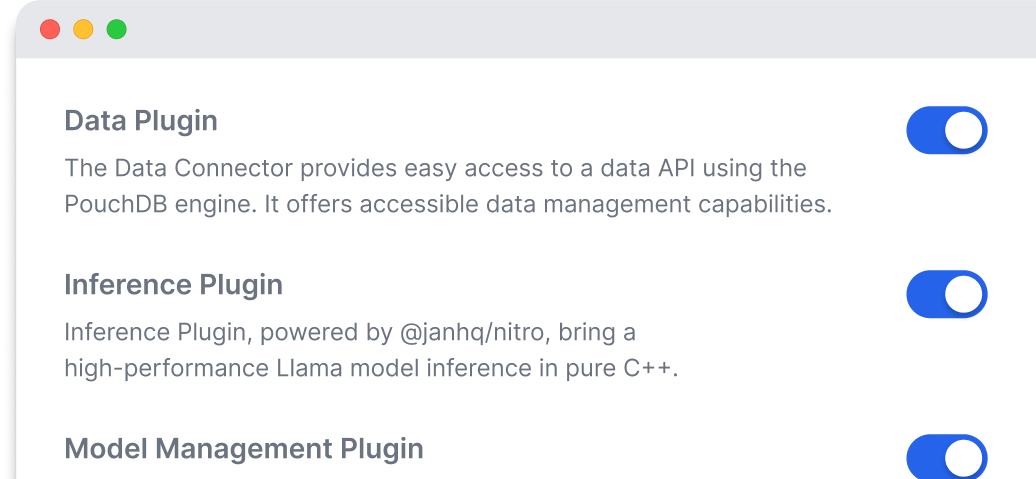 Data Plugin
The Data Connector provides easy access to a data API using the
PouchDB engine. It offers accessible data management capabilities.
Inference Plugin
Inference Plugin, powered by @janhq/nitro, bring a
high-performance Llama model inference in pure C++.
Model Management Plugin